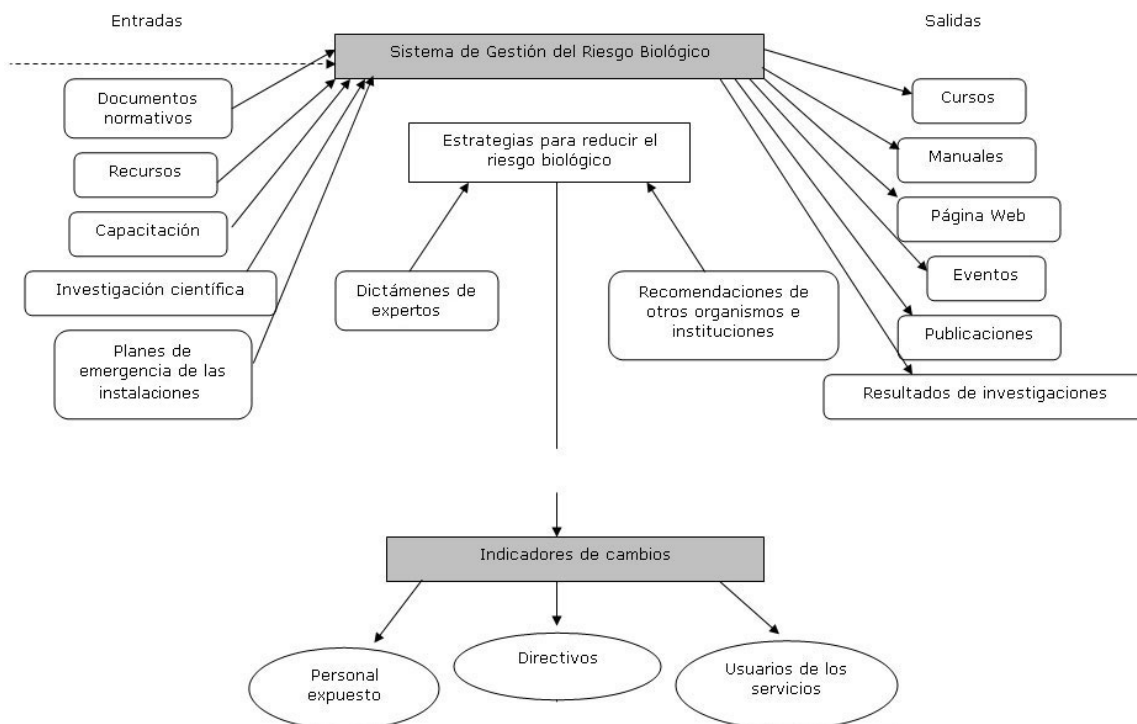 Entradas
Salidas
Sistema de Gestión del Riesgo Biológico
Documentos
normativos
Recursos
Capacitación
Investigación científica
Planes de
emergencia de las
instalaciones
Estrategias para reducir el
riesgo biológico
Dictámenes de
expertos
Recomendaciones de
otros organismos e
instituciones
Cursos
Manuales
Página Web
Eventos
Publicaciones
Resultados de investigaciones
Indicadores de cambios
Personal
expuesto
Directivos
Usuarios de los
servicios